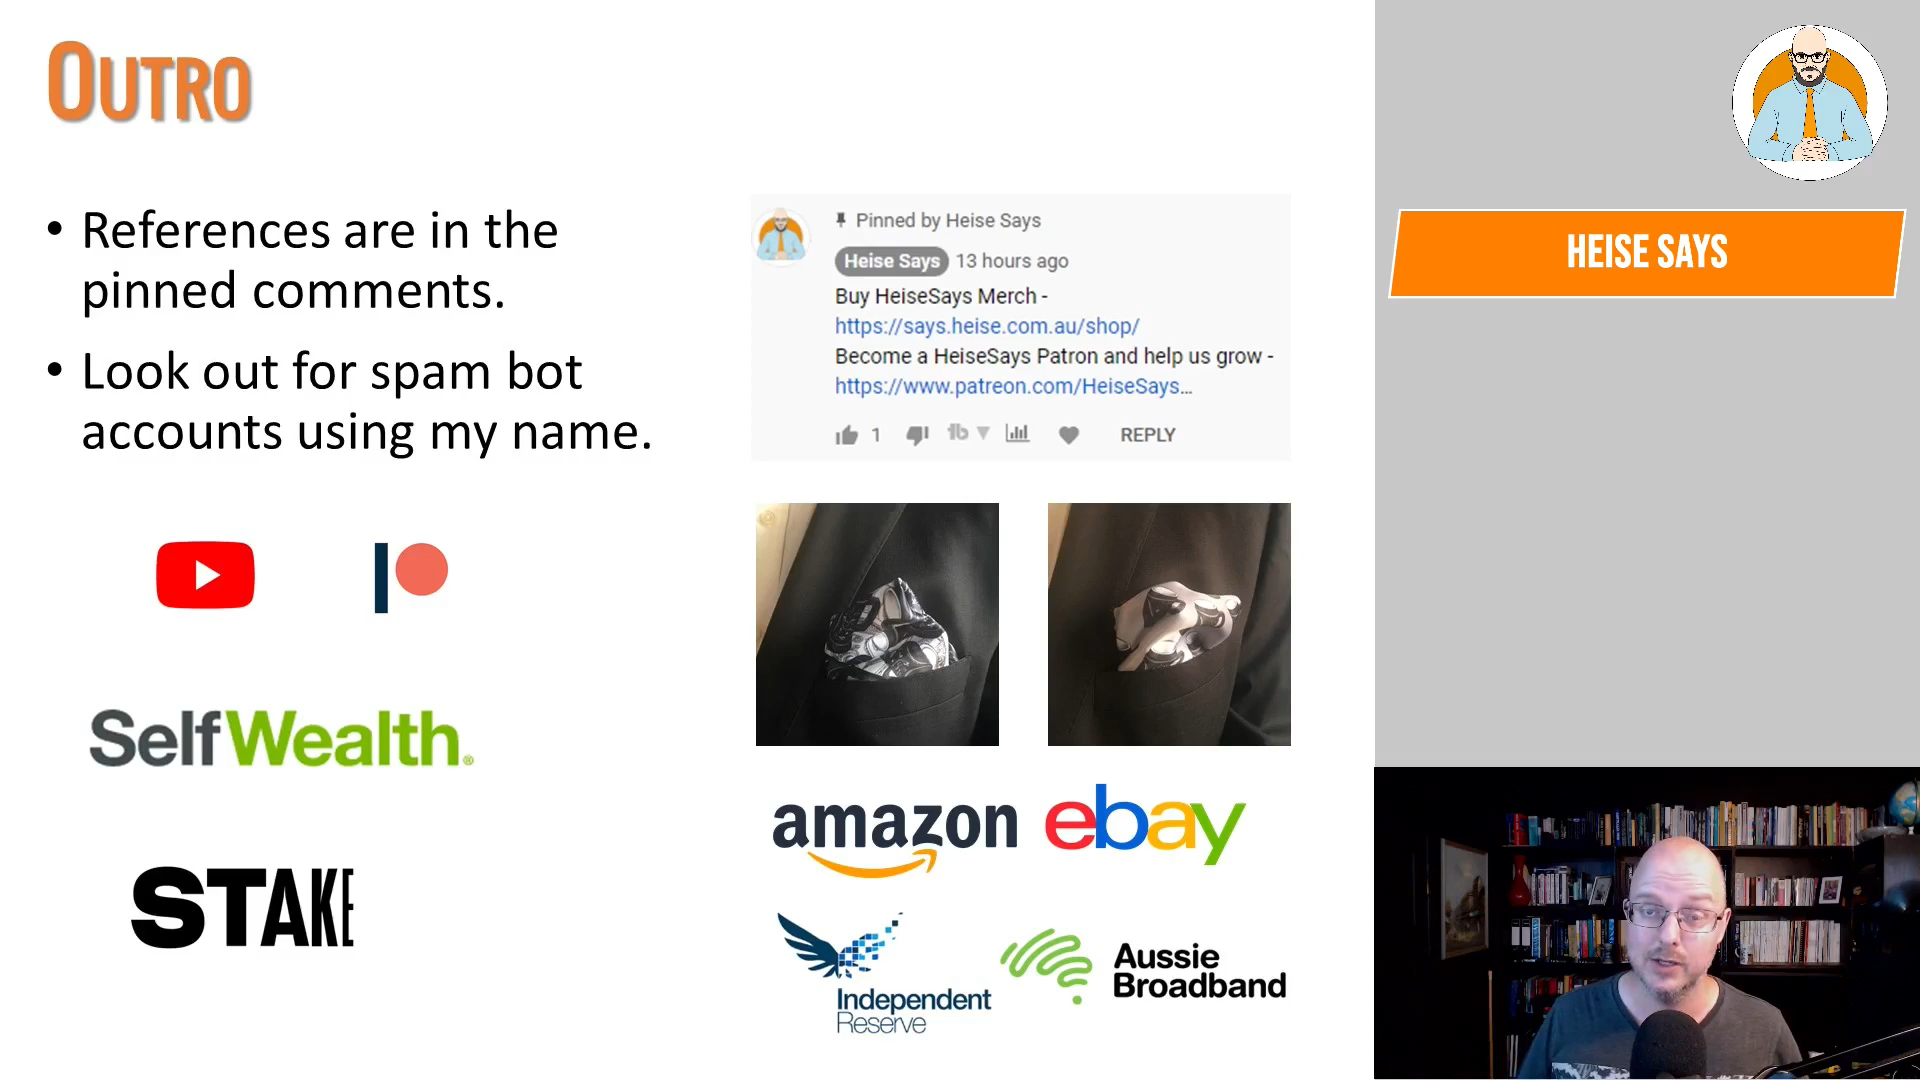 OUTRO
• References are in the
pinned comments.
• Look out for spam bot
accounts using my name.
SelfWealth®
STAKE
Pinned by Heise Says
Heise Says 13 hours ago
Buy HeiseSays Merch -
https://says.heise.com.au/shop/
Become a HeiseSays Patron and help us grow -
https://www.patreon.com/HeiseSays...
1 tb REPLY
amazon ebay
Independent
Reserve
Aussie
Broadband
HEISE SAYS